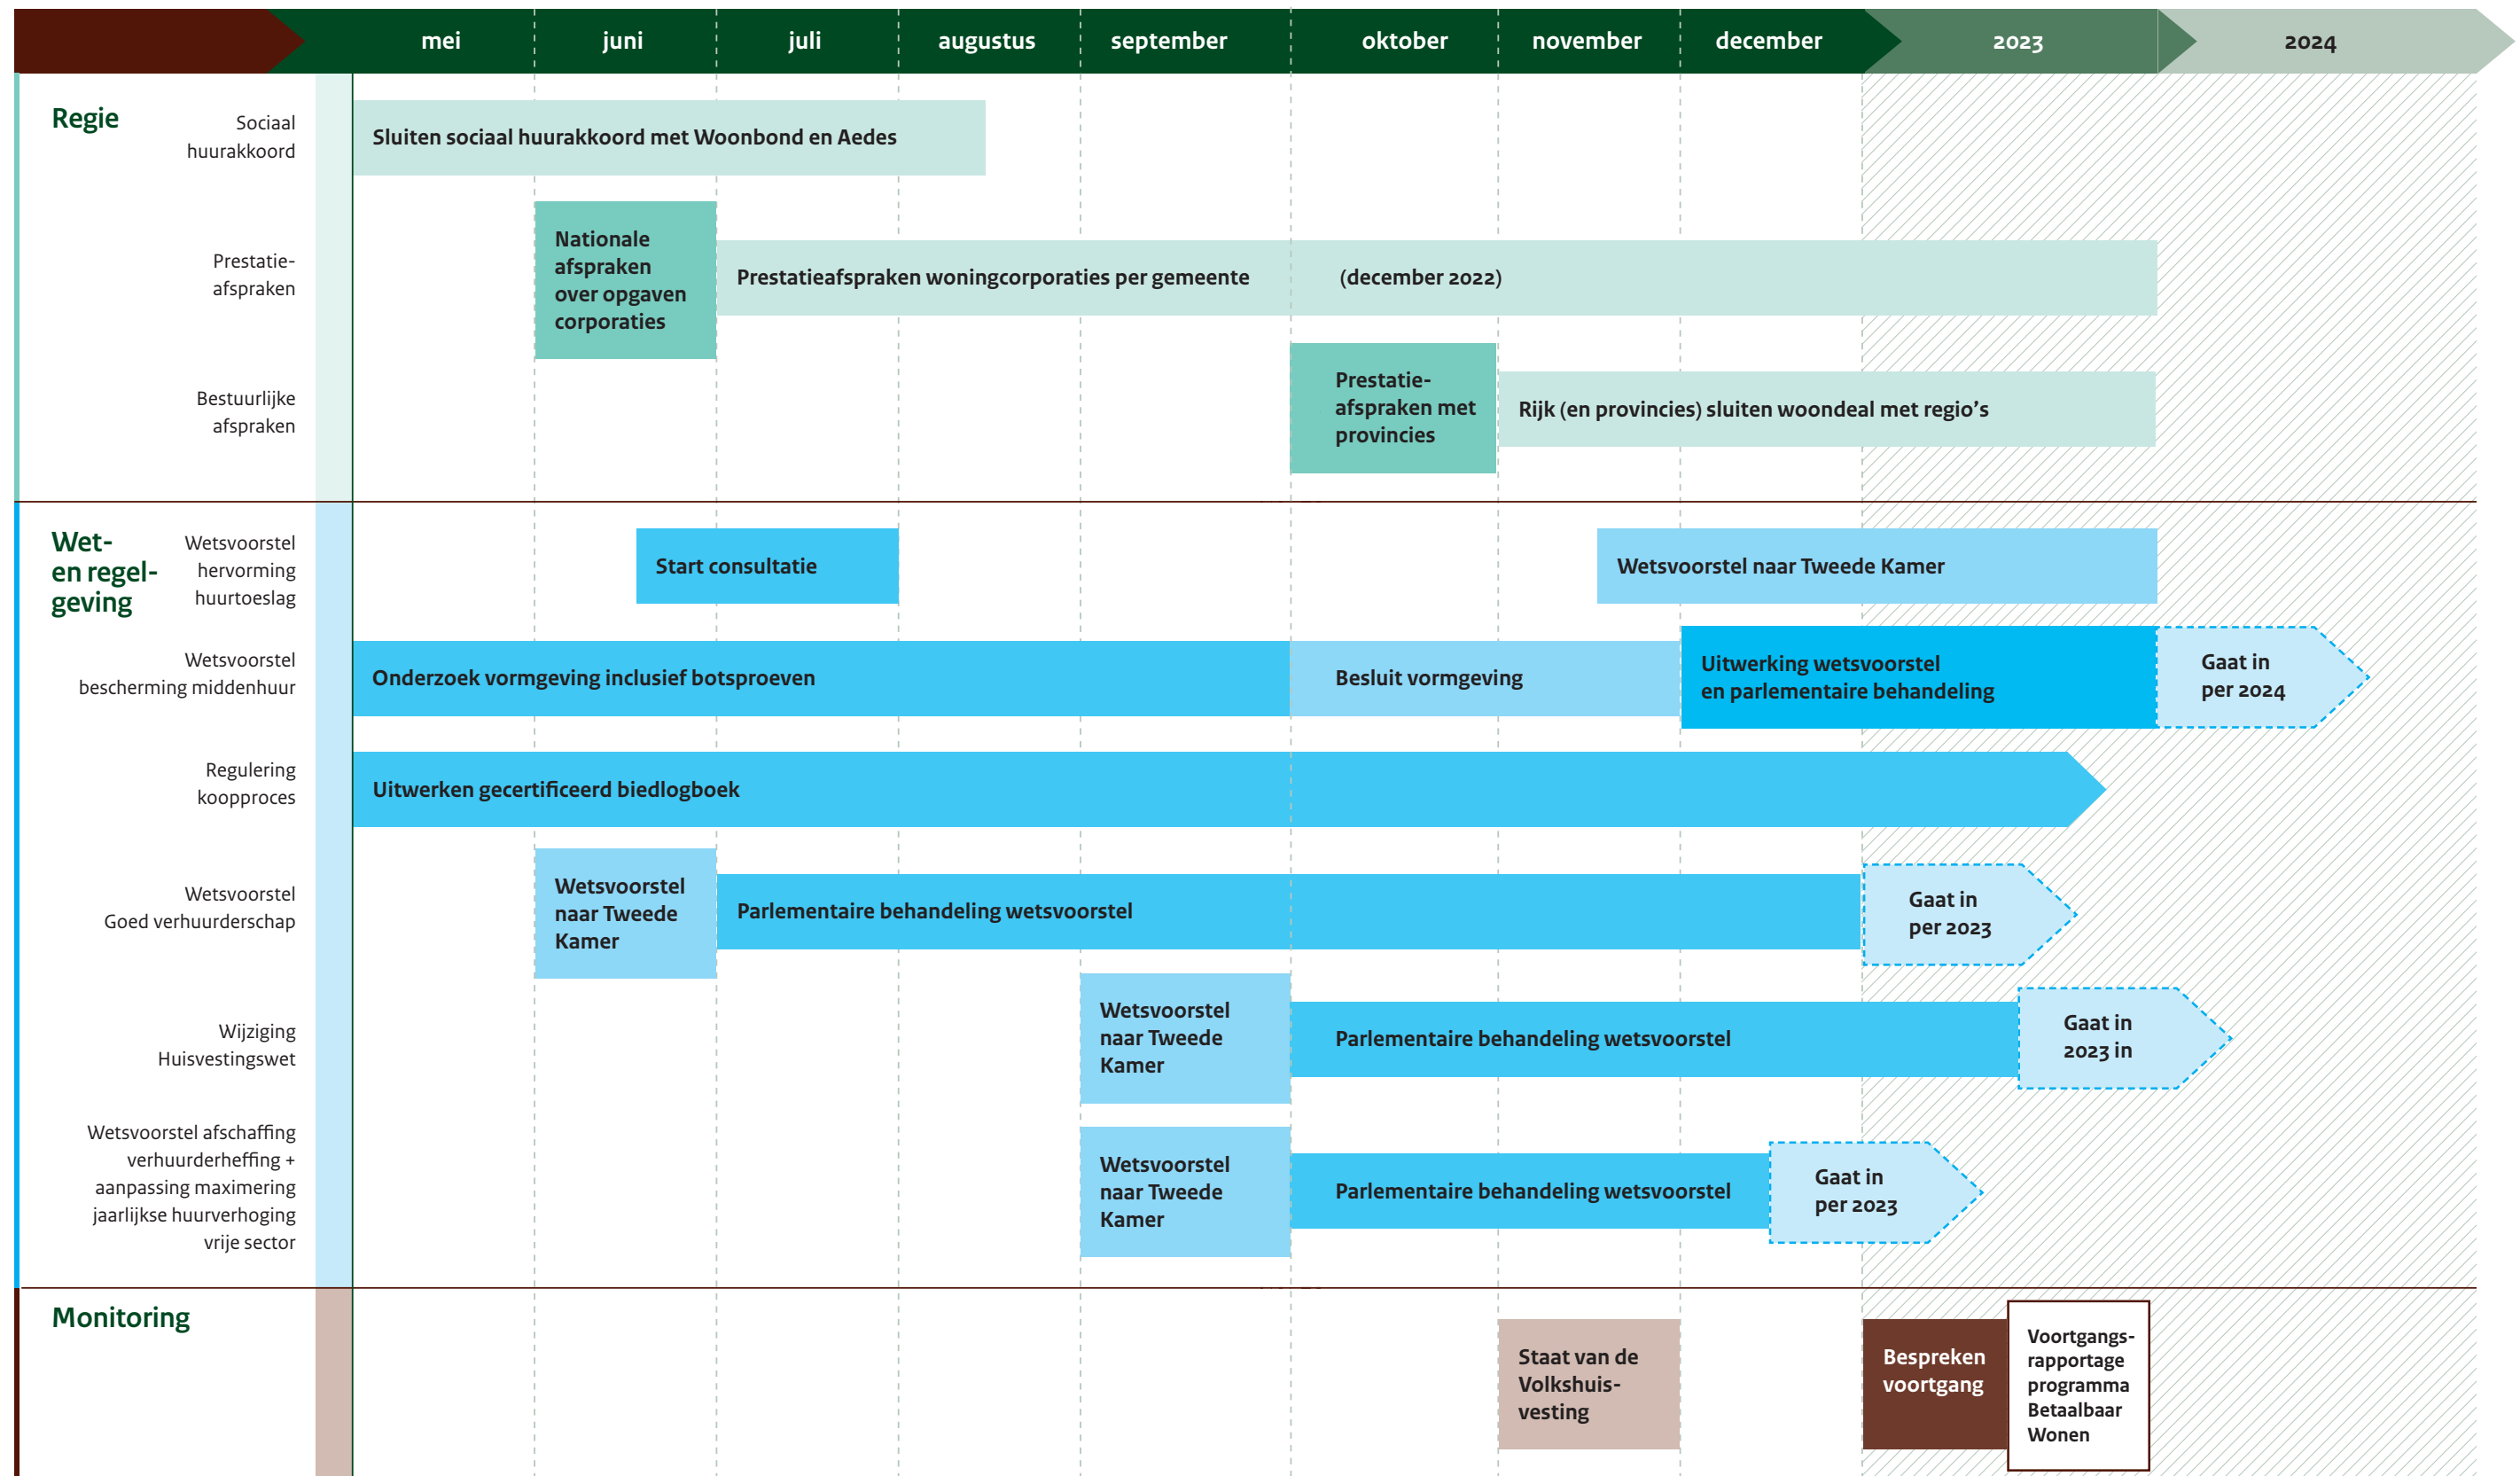 mei juni juli augustus september oktober november december 2023 2024
Regie
Sociaal
huurakkoord
Sluiten sociaal huurakkoord met Woonbond en Aedes
Prestatie-
afspraken
Nationale
afspraken
over opgaven
corporaties
Prestatieafspraken woningcorporaties per gemeente (december 2022)
Bestuurlijke
afspraken
Prestatie-
afspraken met
provincies
Rijk (en provincies) sluiten woondeal met regio’s
Wet-
en regel-
geving
Wetsvoorstel
hervorming
huurtoeslag
Start consultatie
Wetsvoorstel naar Tweede Kamer
Wetsvoorstel
bescherming middenhuur
Onderzoek vormgeving inclusief botsproeven
Besluit vormgeving
Uitwerking wetsvoorstel
en parlementaire behandeling
Gaat in
per 2024
Regulering
koopproces
Uitwerken gecertificeerd biedlogboek
Wetsvoorstel
Goed verhuurderschap
Wetsvoorstel
naar Tweede
Kamer
Parlementaire behandeling wetsvoorstel
Gaat in
per 2023
Wijziging
Huisvestingswet
Wetsvoorstel
naar Tweede
Kamer
Parlementaire behandeling wetsvoorstel
Gaat in
2023 in
Wetsvoorstel afschaffing
verhuurderheffing +
aanpassing maximering
jaarlijkse huurverhoging
vrije sector
Wetsvoorstel
naar Tweede
Kamer
Parlementaire behandeling wetsvoorstel
Gaat in
per 2023
Monitoring
Staat van de
Volkshuis-
vesting
Bespreken
voortgang
Voortgangs-
rapportage
programma
Betaalbaar
Wonen